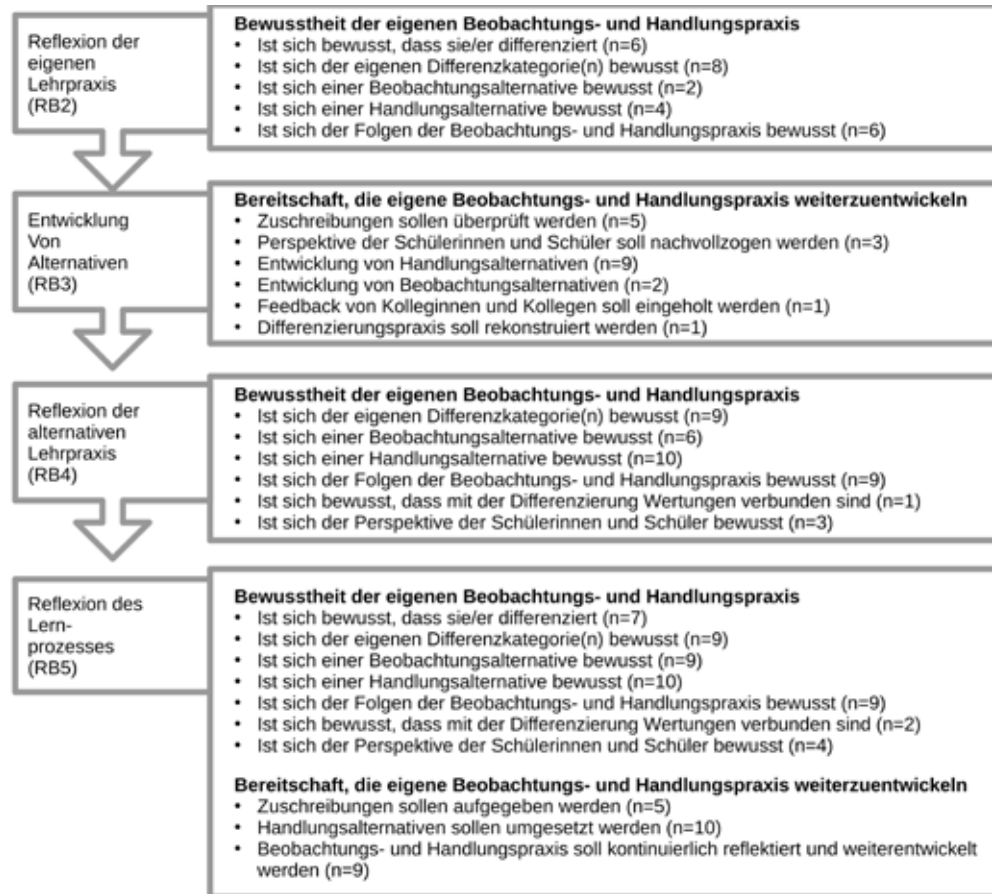 Reflexion der
eigenen
Lehrpraxis
(RB2)
Bewusstheit der eigenen Beobachtungs- und Handlungspraxis
• Ist sich bewusst, dass sie/er differenziert (n=6)
• Ist sich der eigenen Differenzkategorie(n) bewusst (n=8)
• Ist sich einer Beobachtungsalternative bewusst (n=2)
• Ist sich einer Handlungsalternative bewusst (n=4)
• Ist sich der Folgen der Beobachtungs- und Handlungspraxis bewusst (n=6)
Entwicklung
Von
Alternativen
(RB3)
Bereitschaft, die eigene Beobachtungs- und Handlungspraxis weiterzuentwickeln
• Zuschreibungen sollen überprüft werden (n=5)
• Perspektive der Schülerinnen und Schüler soll nachvollzogen werden (n=3)
• Entwicklung von Handlungsalternativen (n=9)
• Entwicklung von Beobachtungsalternativen (n=2)
• Feedback von Kolleginnen und Kollegen soll eingeholt werden (n=1)
• Differenzierungspraxis soll rekonstruiert werden (n=1)
Reflexion der
alternativen
Lehrpraxis
(RB4)
Bewusstheit der eigenen Beobachtungs- und Handlungspraxis
• Ist sich der eigenen Differenzkategorie(n) bewusst (n=9)
• Ist sich einer Beobachtungsalternative bewusst (n=6)
• Ist sich einer Handlungsalternative bewusst (n=10)
• Ist sich der Folgen der Beobachtungs- und Handlungspraxis bewusst (n=9)
• Ist sich bewusst, dass mit der Differenzierung Wertungen verbunden sind (n=1)
• Ist sich der Perspektive der Schülerinnen und Schüler bewusst (n=3)
Reflexion des
Lern-
prozesses
(RB5)
Bewusstheit der eigenen Beobachtungs- und Handlungspraxis
• Ist sich bewusst, dass sie/er differenziert (n=7)
• Ist sich der eigenen Differenzkategorie(n) bewusst (n=9)
• Ist sich einer Beobachtungsalternative bewusst (n=9)
• Ist sich einer Handlungsalternative bewusst (n=10)
• Ist sich der Folgen der Beobachtungs- und Handlungspraxis bewusst (n=9)
• Ist sich bewusst, dass mit der Differenzierung Wertungen verbunden sind (n=2)
• Ist sich der Perspektive der Schülerinnen und Schüler bewusst (n=4)
Bereitschaft, die eigene Beobachtungs- und Handlungspraxis weiterzuentwickeln
• Zuschreibungen sollen aufgegeben werden (n=5)
• Handlungsalternativen sollen umgesetzt werden (n=10)
• Beobachtungs- und Handlungspraxis soll kontinuierlich reflektiert und weiterentwickelt
werden (n=9)